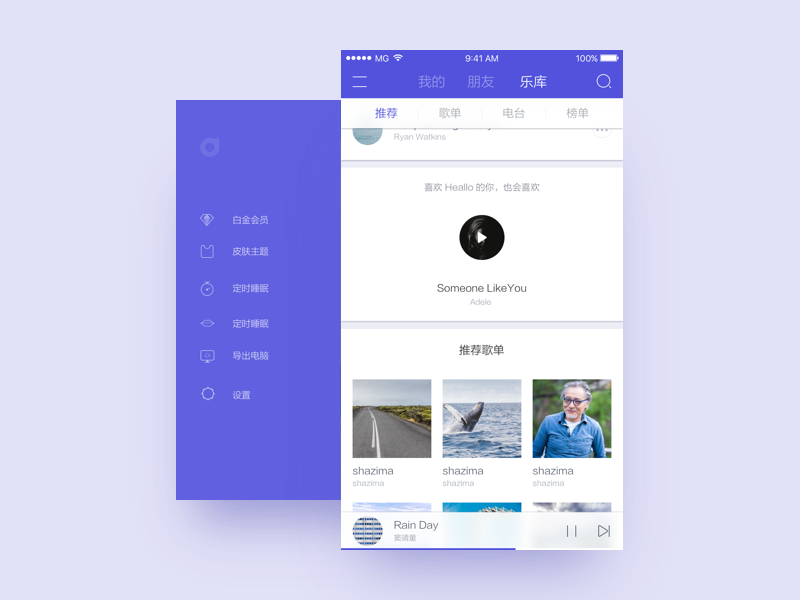 MG 9:41 AM 100%
我的 朋友 乐库
推荐 歌单 电台 榜单
Ryan Watkins
喜欢 Heallo 的你，也会喜欢
Someone LikeYou
Adele
推荐歌单
shazima shazima shazima
shazima shazima shazima
Rain Day
白金会员
皮肤主题
定时睡眠
定时睡眠
导出电脑
设置